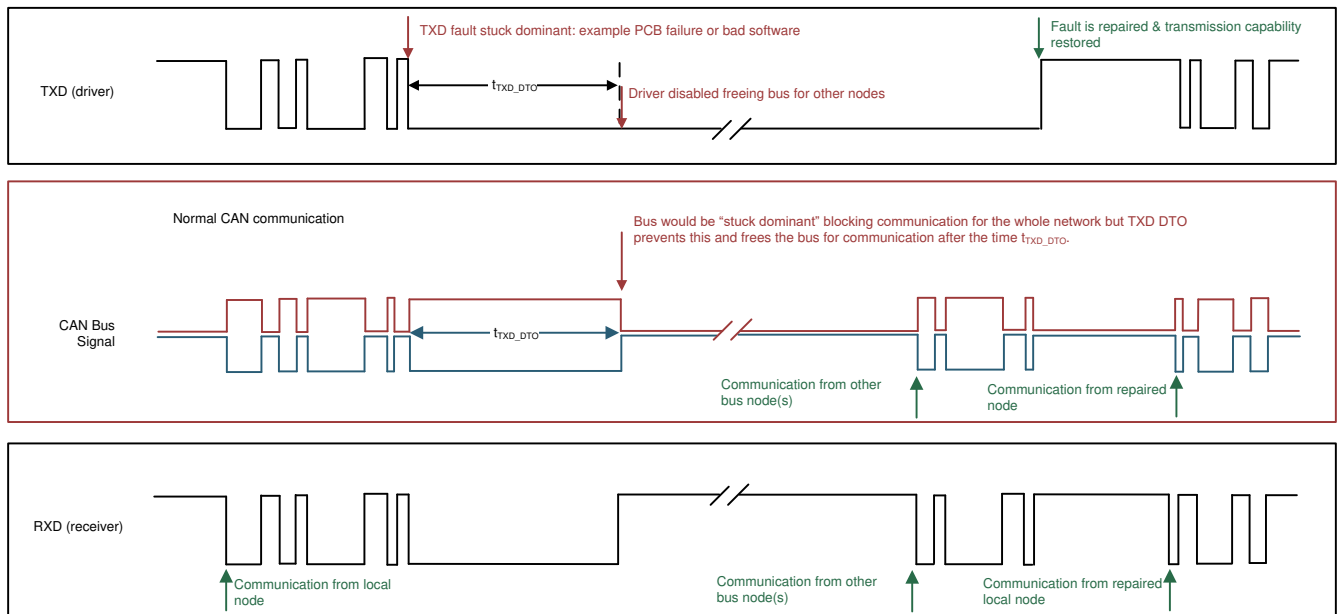 TXD fault stuck dominant: example PCB failure or bad software
Fault is repaired & transmission capability
restored
TXD (driver)
tTXD_DTO
Driver disabled freeing bus for other nodes
Normal CAN communication
Bus would be “stuck dominant” blocking communication for the whole network but TXD DTO
prevents this and frees the bus for communication after the time tTXD_DTO.
CAN Bus
Signal
tTXD_DTO
Communication from other
bus node(s)
Communication from repaired
node
RXD (receiver)
Communication from local
node
Communication from other
bus node(s)
Communication from repaired
local node